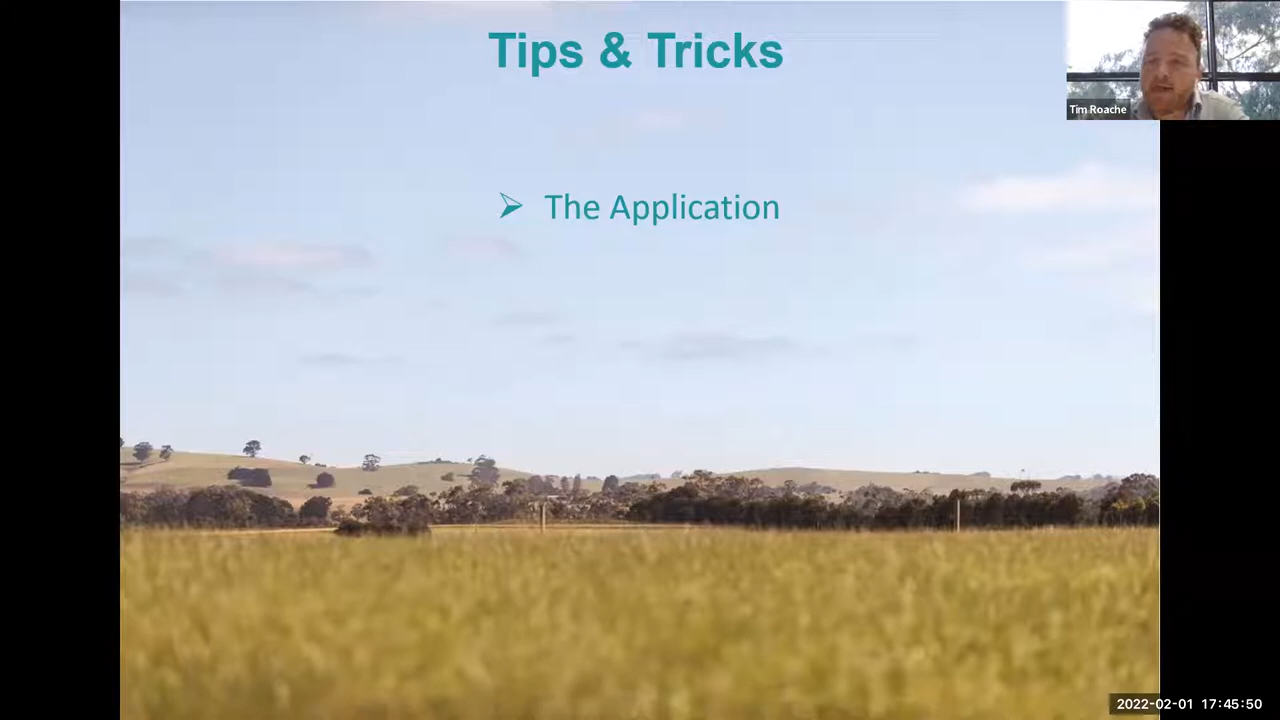 Tips & Tricks
Tim Roache
➢ The Application
2022-02-01 17:45:50